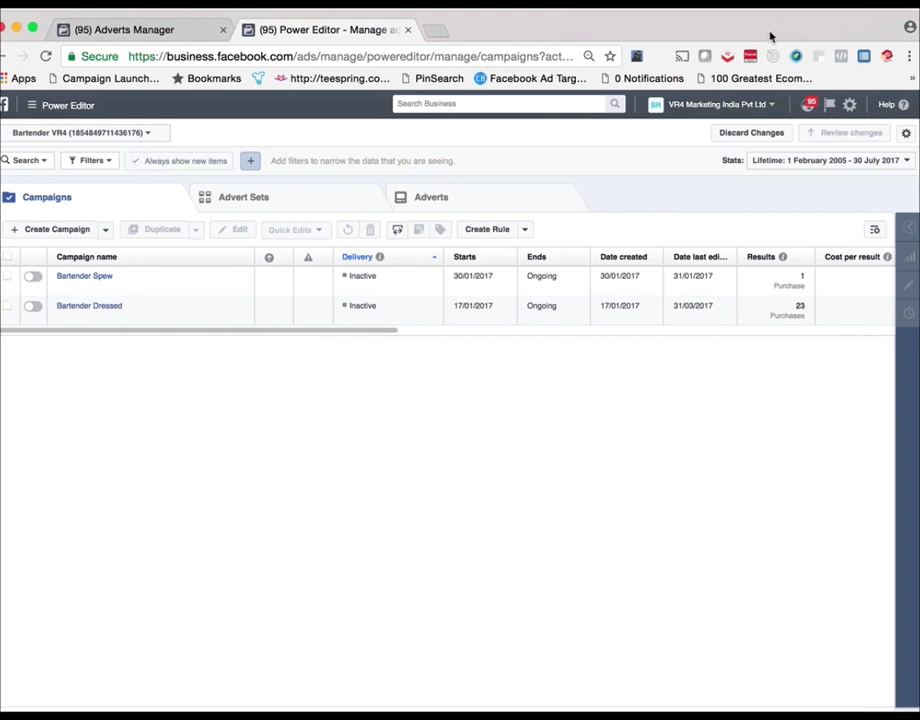 (95) Adverts Manager
(95) Power Editor - Manage a
Secure https://business.facebook.com/ads/manage/powereditor/manage/campaigns?act...
Apps Campaign Launch... Bookmarks http://teespring.co... PinSearch Facebook Ad Targ... 0 Notifications 100 Greatest Ecom... »
Power Editor Search Business SR VR4 Marketing India Pvt Ltd 95 Help
Bartender VR4 (1854849711436176) Discard Changes Review changes
Search Filters Always show new items + Add filters to narrow the data that you are seeing. Stats: Lifetime: 1 February 2005 - 30 July 2017
Campaigns Advert Sets Adverts
+ Create Campaign Duplicate Edit Quick Edits Create Rule
Campaign name Delivery Starts Ends Date created Date last edi... Results Cost per result
Bartender Spew Inactive 30/01/2017 Ongoing 30/01/2017 31/01/2017 1
Purchase
Bartender Dressed Inactive 17/01/2017 Ongoing 17/01/2017 31/03/2017 23
Purchases